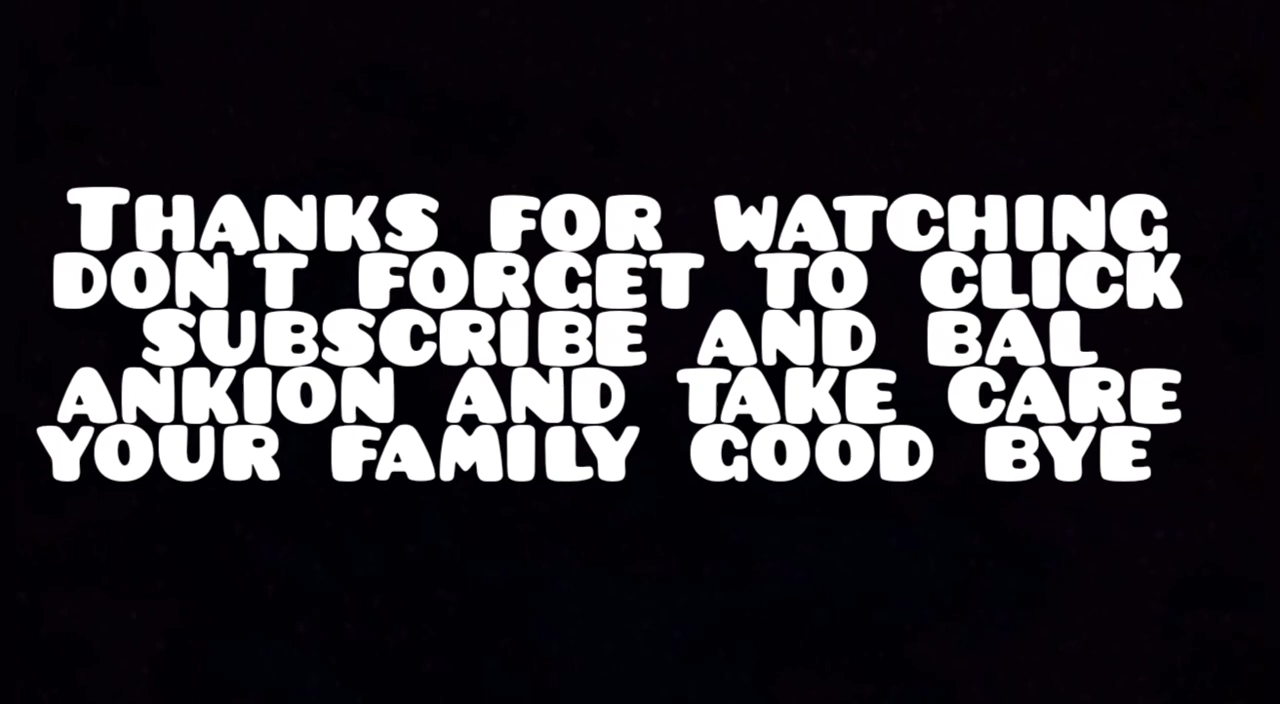 Thanks for watching
don't forget to click
subscribe and bal
ankion and take care
your family good bye